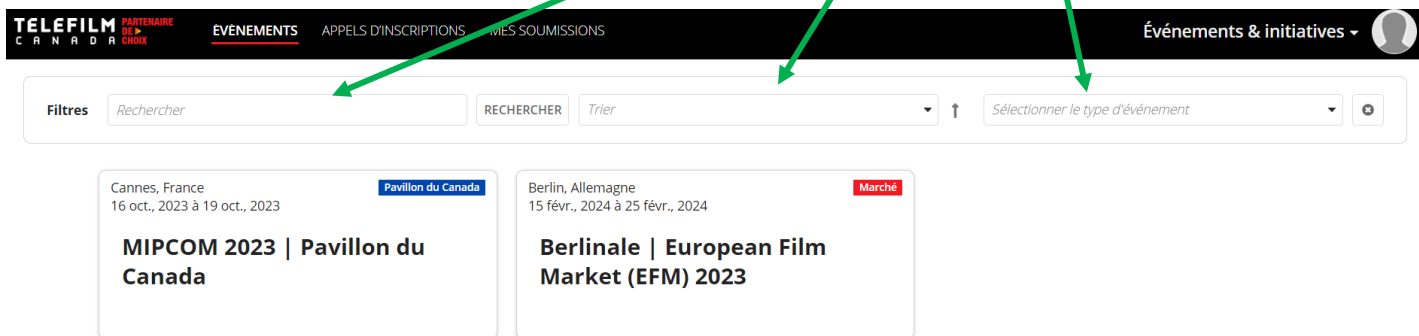 TELEFILM PARTENAIRE
DE
CANADA CHOIX
ÉVÉNEMENTS APPELS D'INSCRIPTIONS MES SOUMISSIONS Événements & initiatives
Filtres Rechercher RECHERCHER Trier Sélectionner le type d'événement
Cannes, France Pavillon du Canada
16 oct., 2023 à 19 oct., 2023
MIPCOM 2023 | Pavillon du
Canada
Berlin, Allemagne Marché
15 févr., 2024 à 25 févr., 2024
Berlinale | European Film
Market (EFM) 2023